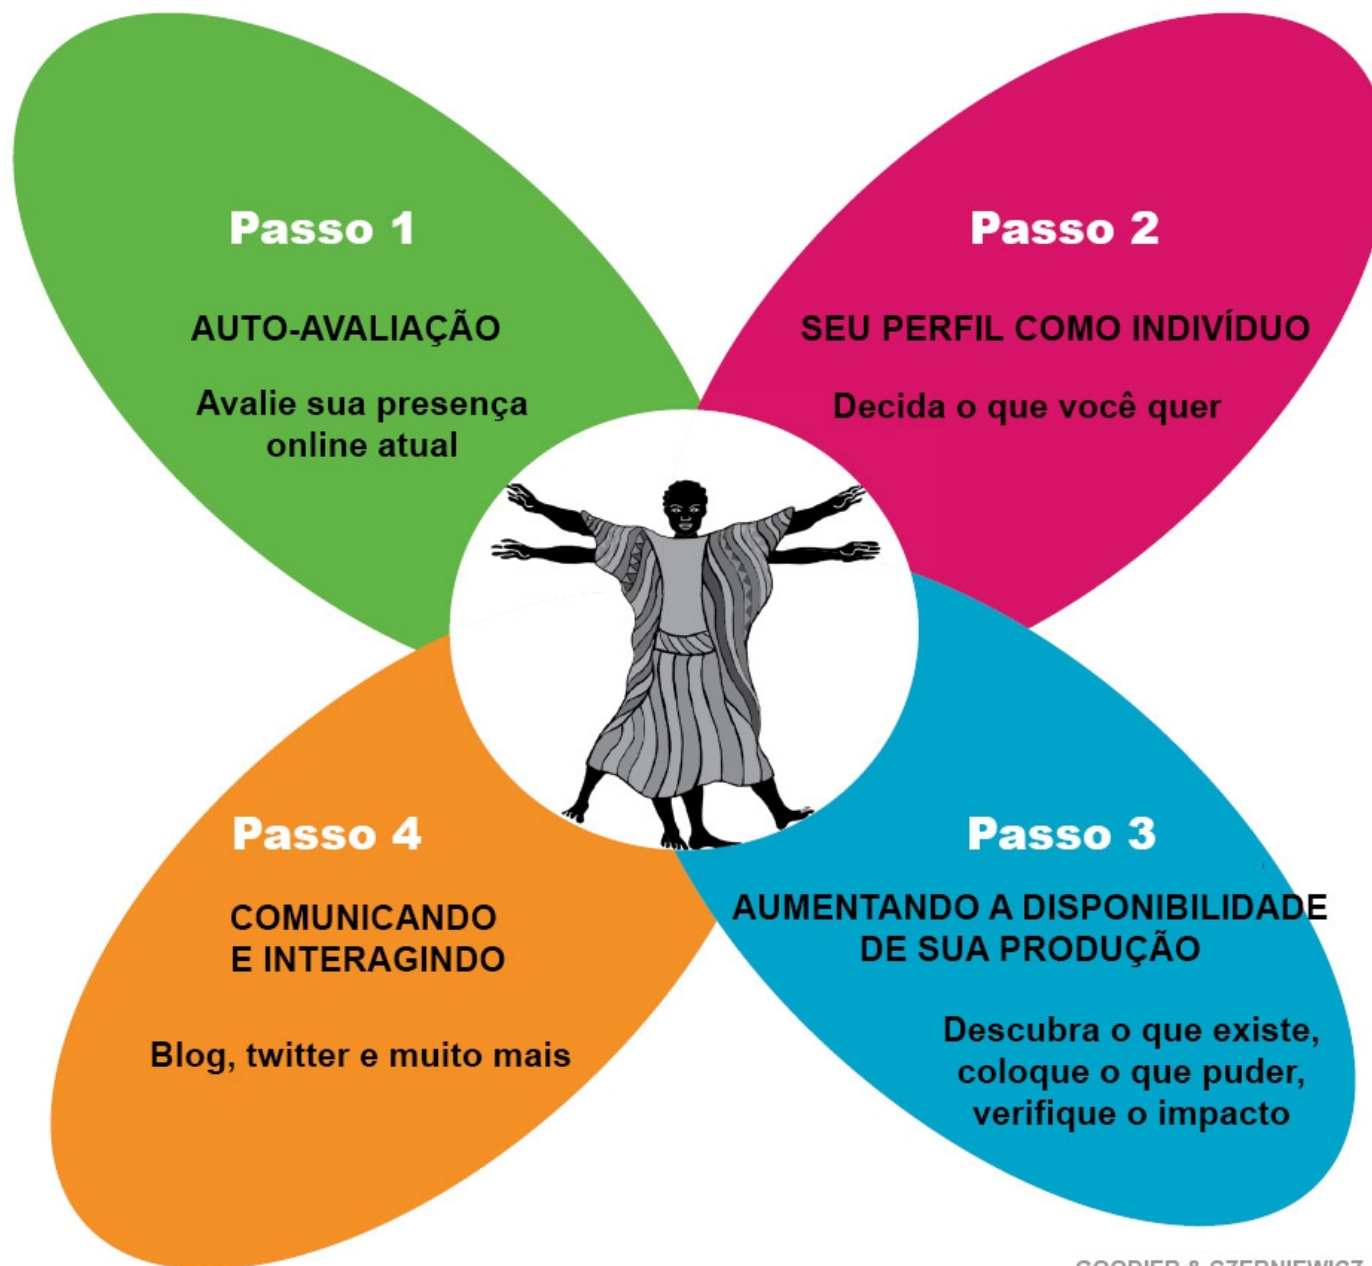 Passo 1
AUTO-AVALIAÇÃO
Avalie sua presença
online atual
Passo 2
SEU PERFIL COMO INDIVÍDUO
Decida o que você quer
Passo 3
AUMENTANDO A DISPONIBILIDADE
DE SUA PRODUÇÃO
Descubra o que existe,
coloque o que puder,
verifique o impacto
Passo 4
COMUNICANDO
E INTERAGINDO
Blog, twitter e muito mais
GOODIER & CZERNIEWICZ